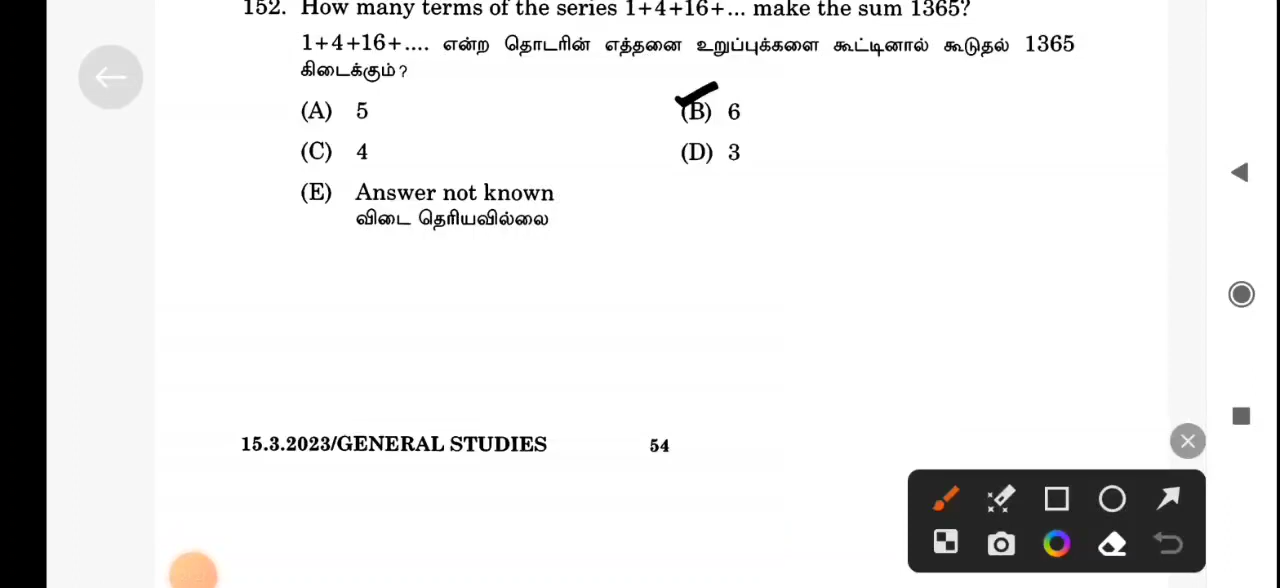 152. How many terms of the series 1+4+16+... make the sum 1365?
1+4+16+.... என்ற தொடரின் எத்தனை உறுப்புக்களை கூட்டினால் கூடுதல் 1365
கிடைக்கும்?
(A) 5 (B) 6
(C) 4 (D) 3
(E) Answer not known
விடை தெரியவில்லை
15.3.2023/GENERAL STUDIES 54